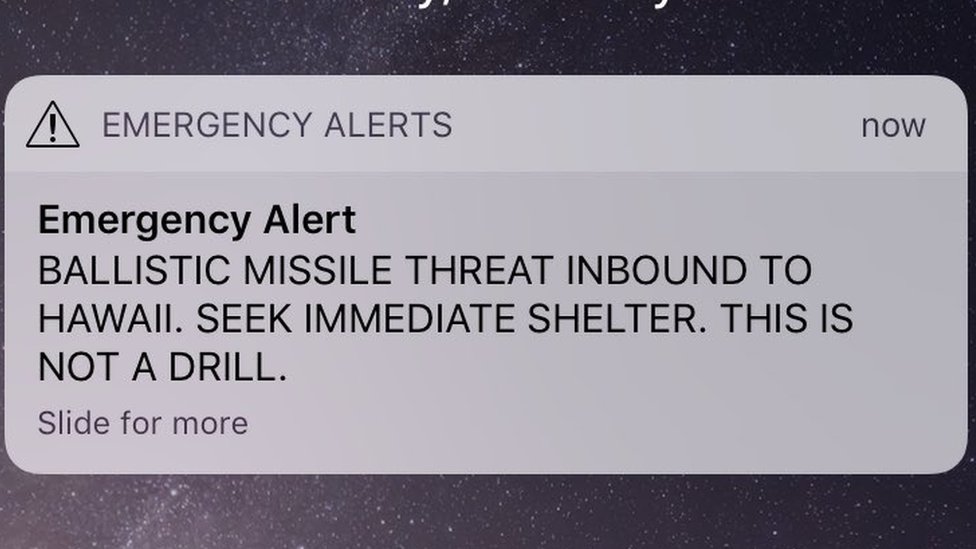 EMERGENCY ALERTS now
Emergency Alert
BALLISTIC MISSILE THREAT INBOUND TO
HAWAII. SEEK IMMEDIATE SHELTER. THIS IS
NOT A DRILL.
Slide for more